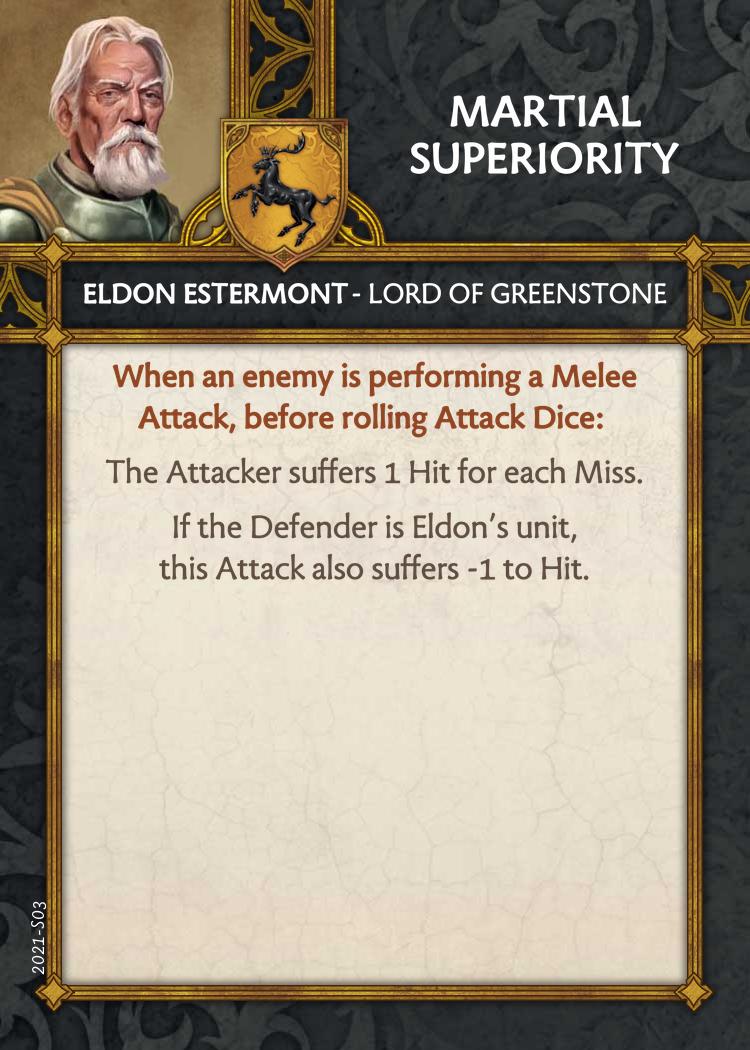 MARTIAL
SUPERIORITY
ELDON ESTERMONT - LORD OF GREENSTONE
When an enemy is performing a Melee
Attack, before rolling Attack Dice:
The Attacker suffers 1 Hit for each Miss.
If the Defender is Eldon's unit,
this Attack also suffers -1 to Hit.
2021-S03